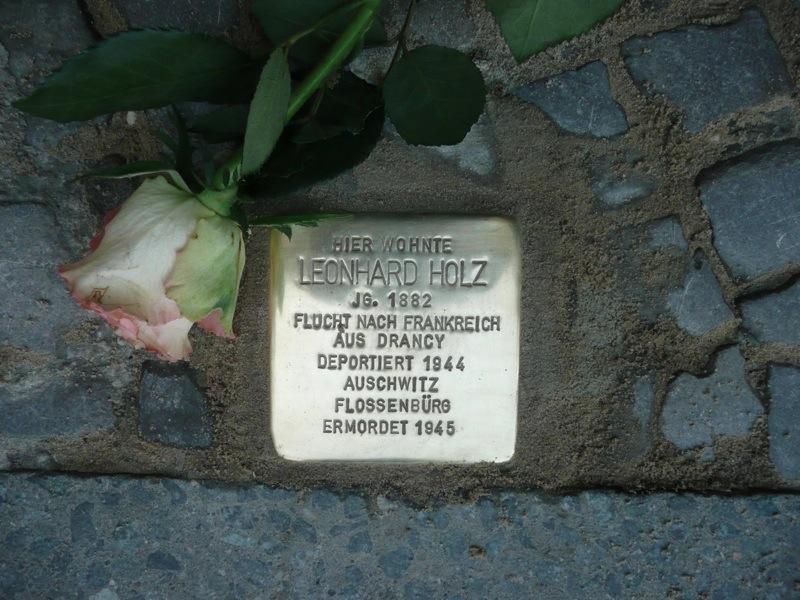 HIER WOHNTE
LEONHARD HOLZ
JG. 1882
FLUCHT NACH FRANKREICH
AUS DRANCY
DEPORTIERT 1944
AUSCHWITZ
FLOSSENBÜRG
ERMORDET 1945